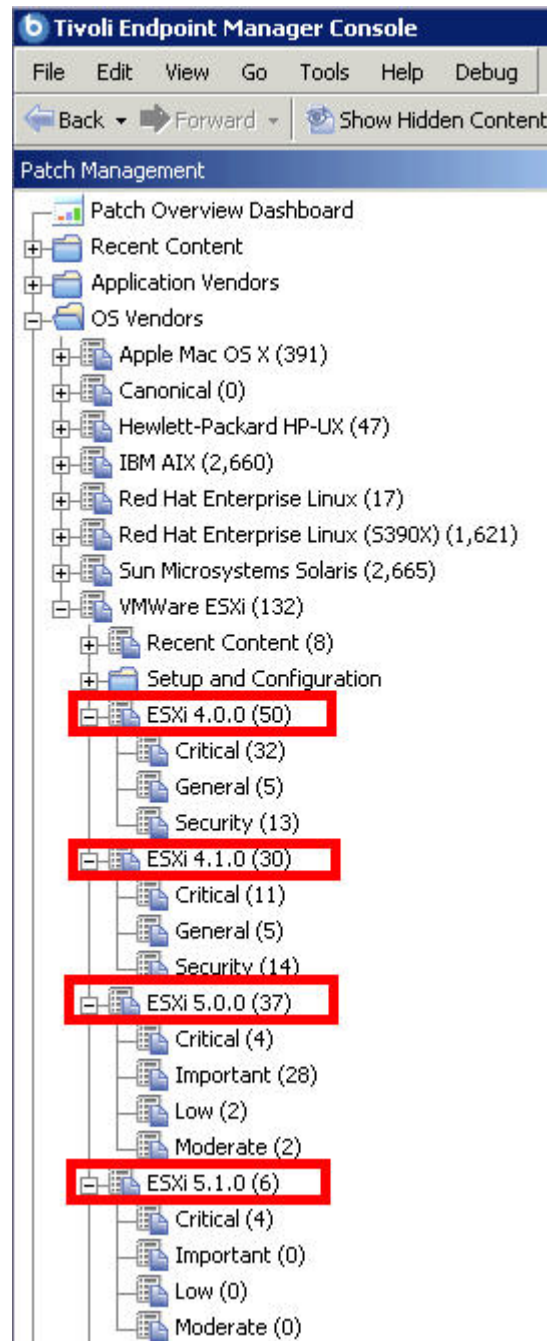 Tivoli Endpoint Manager Console
File Edit View Go Tools Help Debug
Back Forward Show Hidden Content
Patch Management
Patch Overview Dashboard
Recent Content
Application Vendors
OS Vendors
Apple Mac OS X (391)
Canonical (0)
Hewlett-Packard HP-UX (47)
IBM AIX (2,660)
Red Hat Enterprise Linux (17)
Red Hat Enterprise Linux (S390X) (1,621)
Sun Microsystems Solaris (2,665)
VMWare ESXi (132)
Recent Content (8)
Setup and Configuration
ESXi 4.0.0 (50)
Critical (32)
General (5)
Security (13)
ESXi 4.1.0 (30)
Critical (11)
General (5)
Security (14)
ESXi 5.0.0 (37)
Critical (4)
Important (28)
Low (2)
Moderate (2)
ESXi 5.1.0 (6)
Critical (4)
Important (0)
Low (0)
Moderate (0)